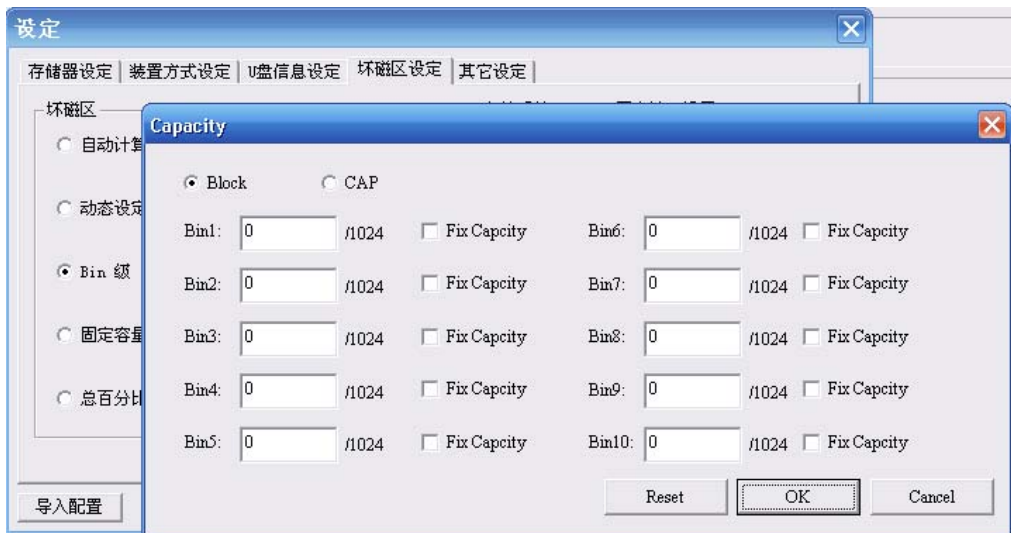 设定
存储器设定 装置方式设定 U盘信息设定 坏磁区设定 其它设定
坏磁区
Capacity
自动计算
Block CAP
动态设定
Bin1: 0 /1024 Fix Capcity Bin6: 0 /1024 Fix Capcity
Bin 级
Bin2: 0 /1024 Fix Capcity Bin7: 0 /1024 Fix Capcity
固定容量
Bin3: 0 /1024 Fix Capcity Bin8: 0 /1024 Fix Capcity
总百分比
Bin4: 0 /1024 Fix Capcity Bin9: 0 /1024 Fix Capcity
Bin5: 0 /1024 Fix Capcity Bin10: 0 /1024 Fix Capcity
导入配置
Reset OK Cancel